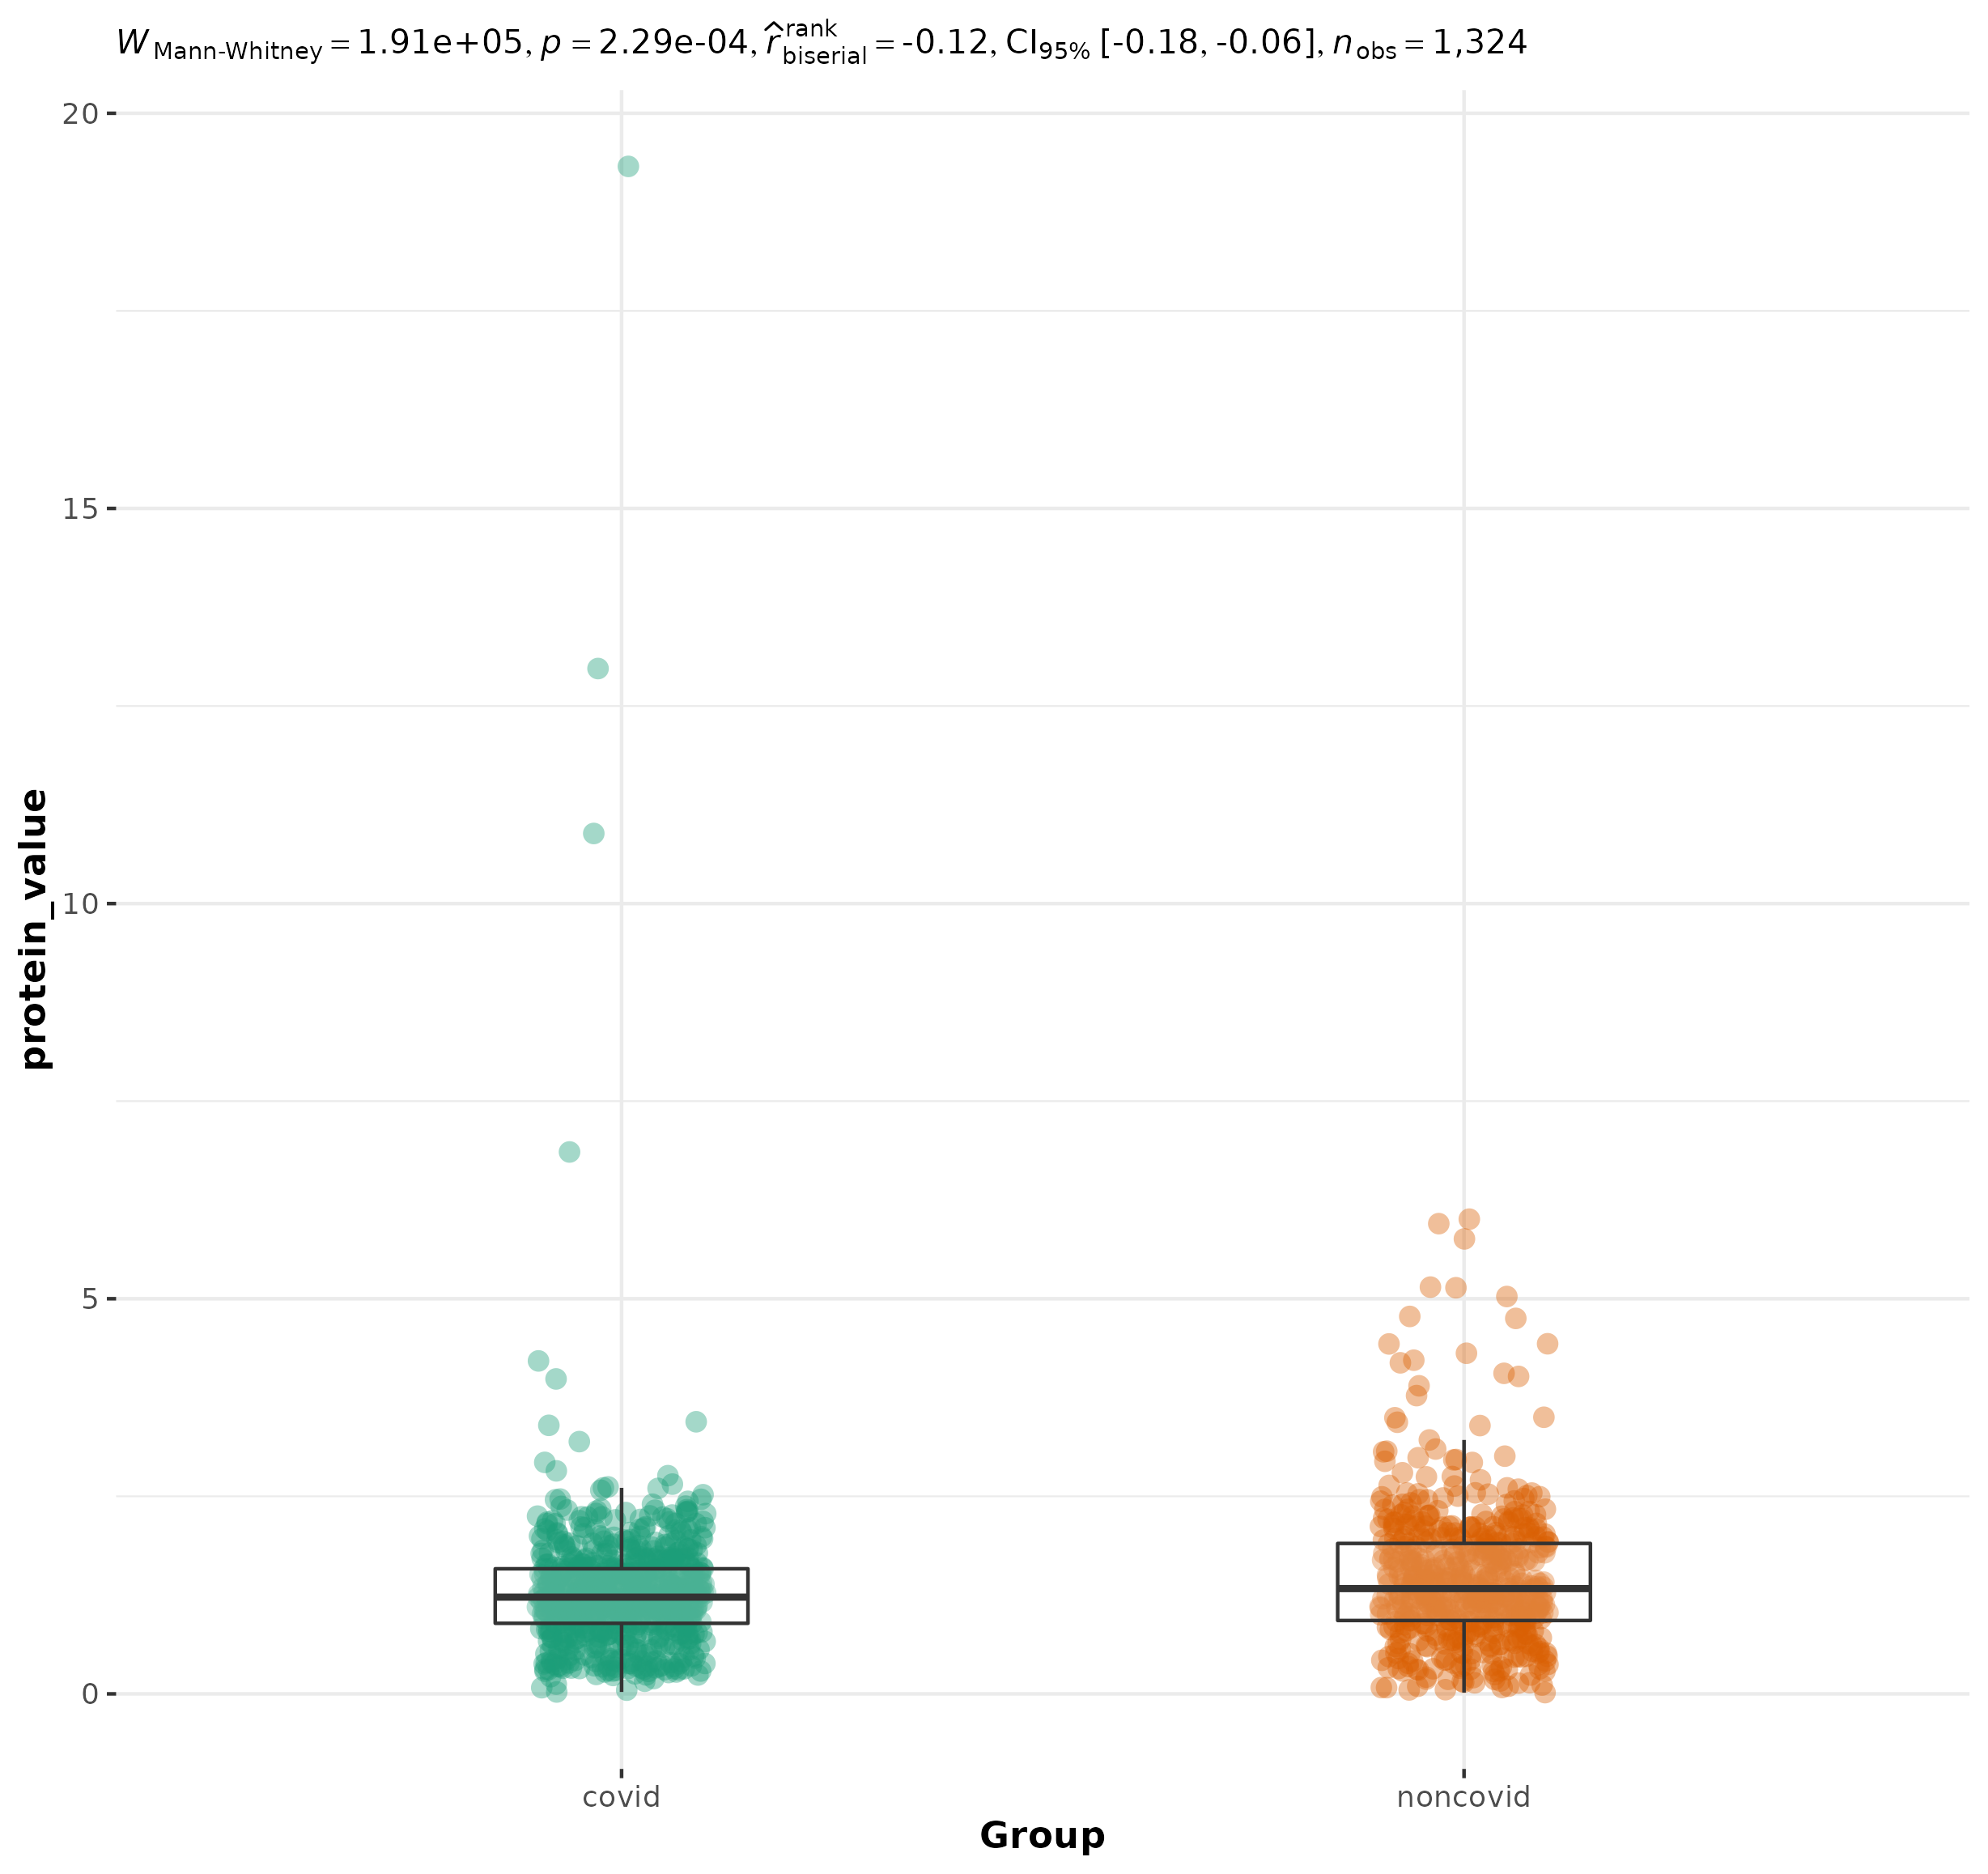 W Mann-Whitney = 1.91e+05, p = 2.29e-04, r̂ rank biserial = -0.12, CI95% [-0.18, -0.06], n obs = 1,324
20
15
10
5
0
protein_value
covid noncovid
Group